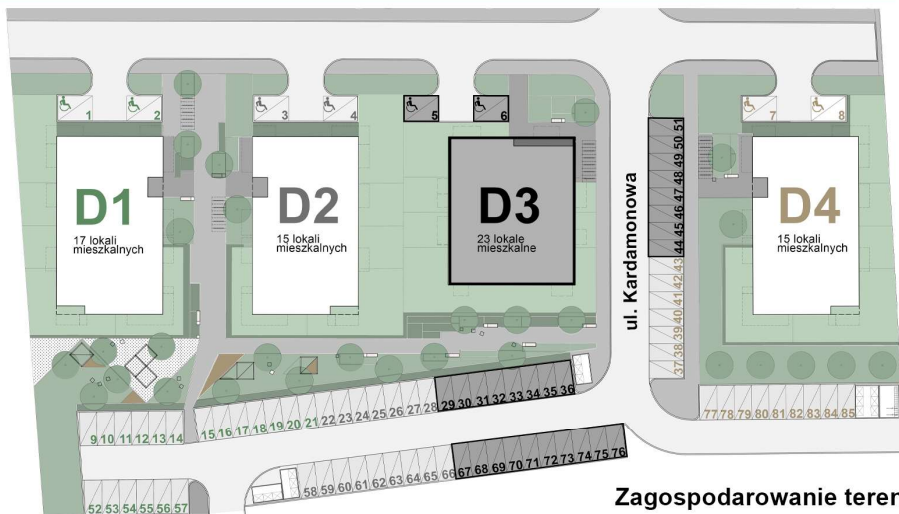 1 2 3 4 5 6 7 8
D1
17 lokali
mieszkalnych
D2
15 lokali
mieszkalnych
D3
23 lokale
mieszkalne
D4
15 lokali
mieszkalnych
ul. Kardamonowa
51
50
49
48
47
46
45
44
43
42
41
40
39
38
37
9 10 11 12 13 14 15 16 17 18 19 20 21 22 23 24 25 26 27 28 29 30 31 32 33 34 35 36
77 78 79 80 81 82 83 84 85
58 59 60 61 62 63 64 65 66 67 68 69 70 71 72 73 74 75 76
52 53 54 55 56 57
Zagospodarowanie teren